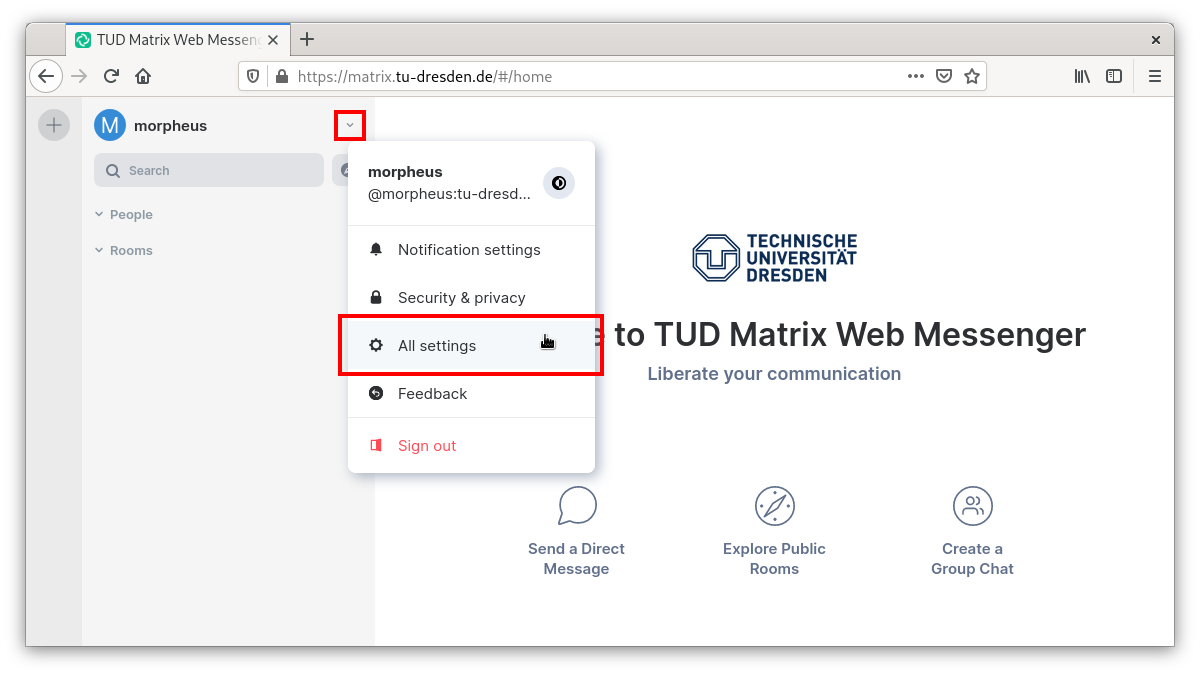 TUD Matrix Web Messeng
https://matrix.tu-dresden.de/#/home
M morpheus
Search
People
Rooms
morpheus
@morpheus:tu-dresd...
Notification settings
Security & privacy
All settings
Feedback
Sign out
TECHNISCHE
UNIVERSITÄT
DRESDEN
to TUD Matrix Web Messenger
Liberate your communication
Send a Direct
Message
Explore Public
Rooms
Create a
Group Chat